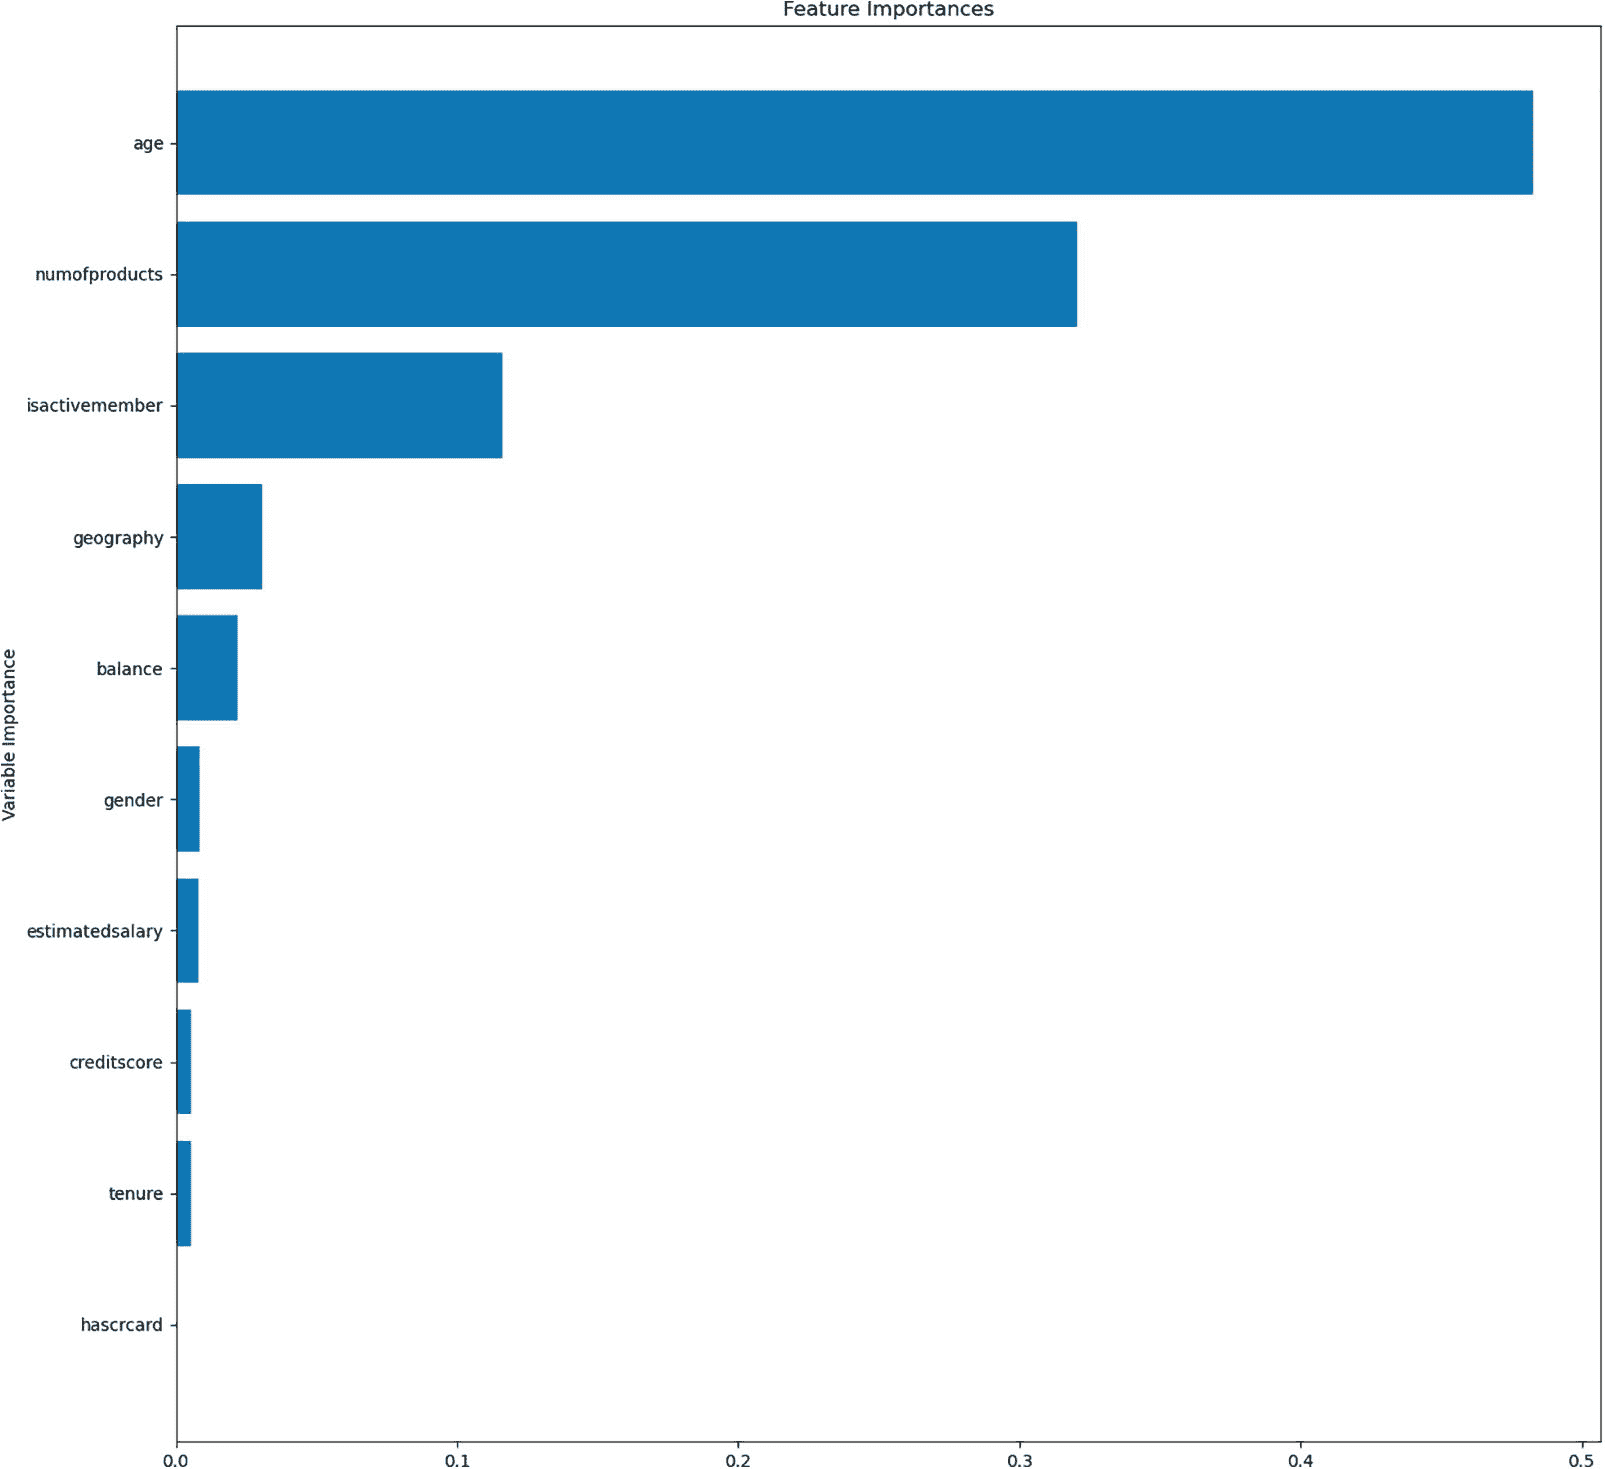 Feature Importances
age
numofproducts
isactivemember
geography
balance
gender
estimatedsalary
creditscore
tenure
hascrcard
Variable Importance
0.0 0.1 0.2 0.3 0.4 0.5